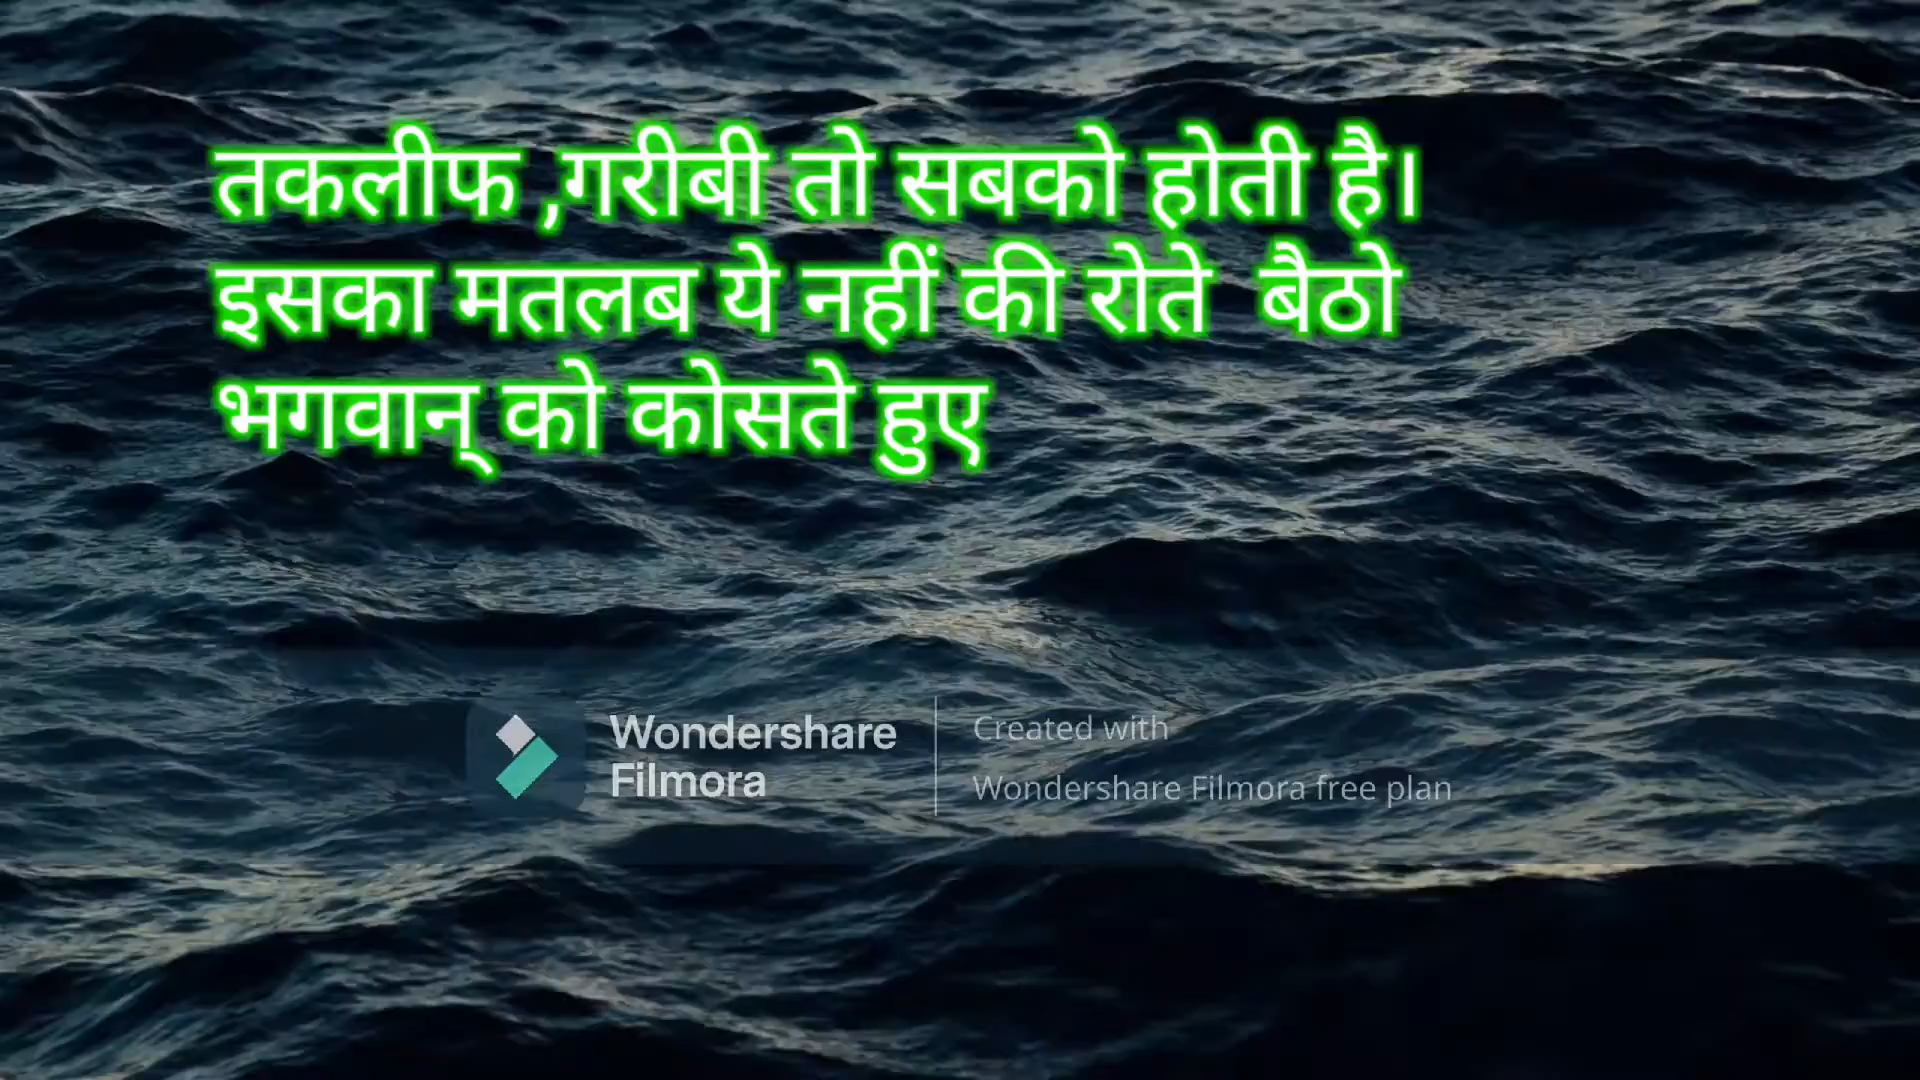 तकलीफ ,गरीबी तो सबको होती है।
इसका मतलब ये नहीं की रोते  बैठो
भगवान् को कोसते हुए
Wondershare
Filmora
Created with
Wondershare Filmora free plan